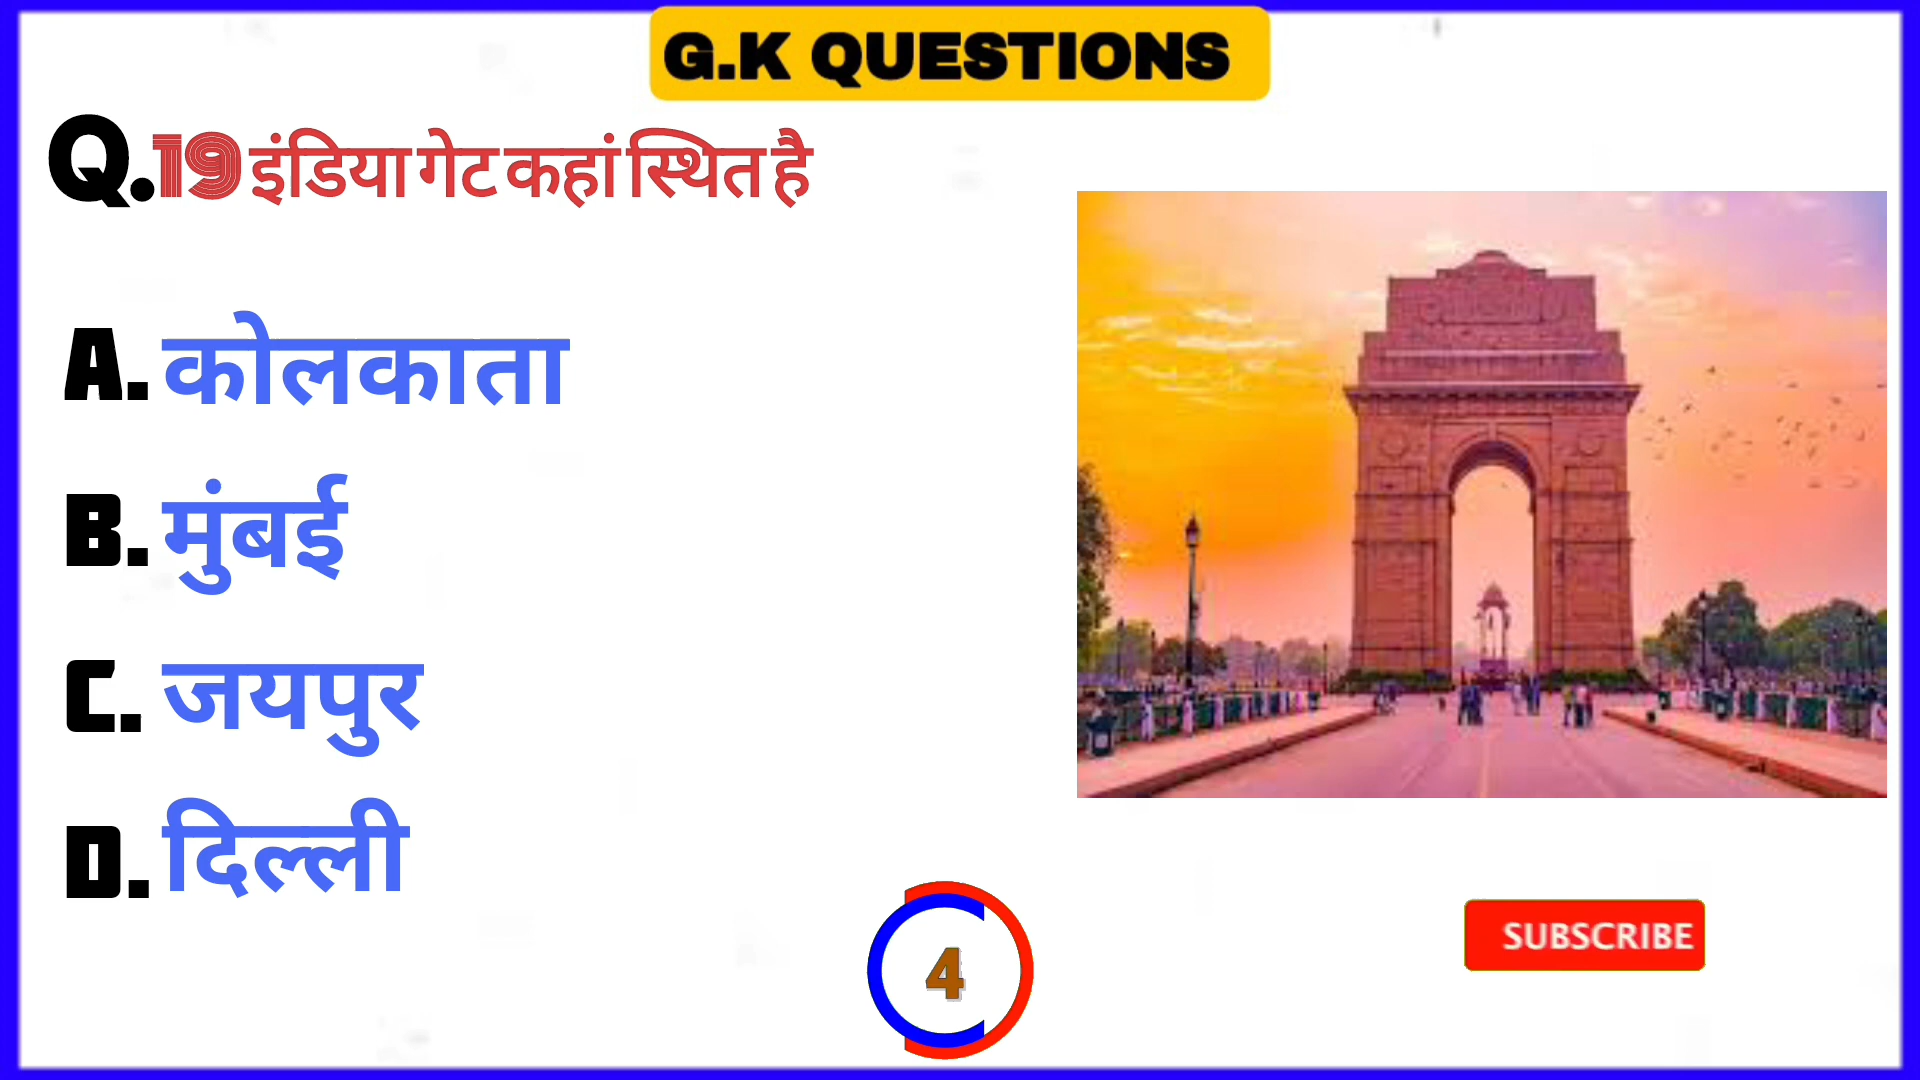 G.K QUESTIONS
Q.19 इंडिया गेट कहां स्थित है
A. कोलकाता
B. मुंबई
C. जयपुर
D. दिल्ली
4
SUBSCRIBE